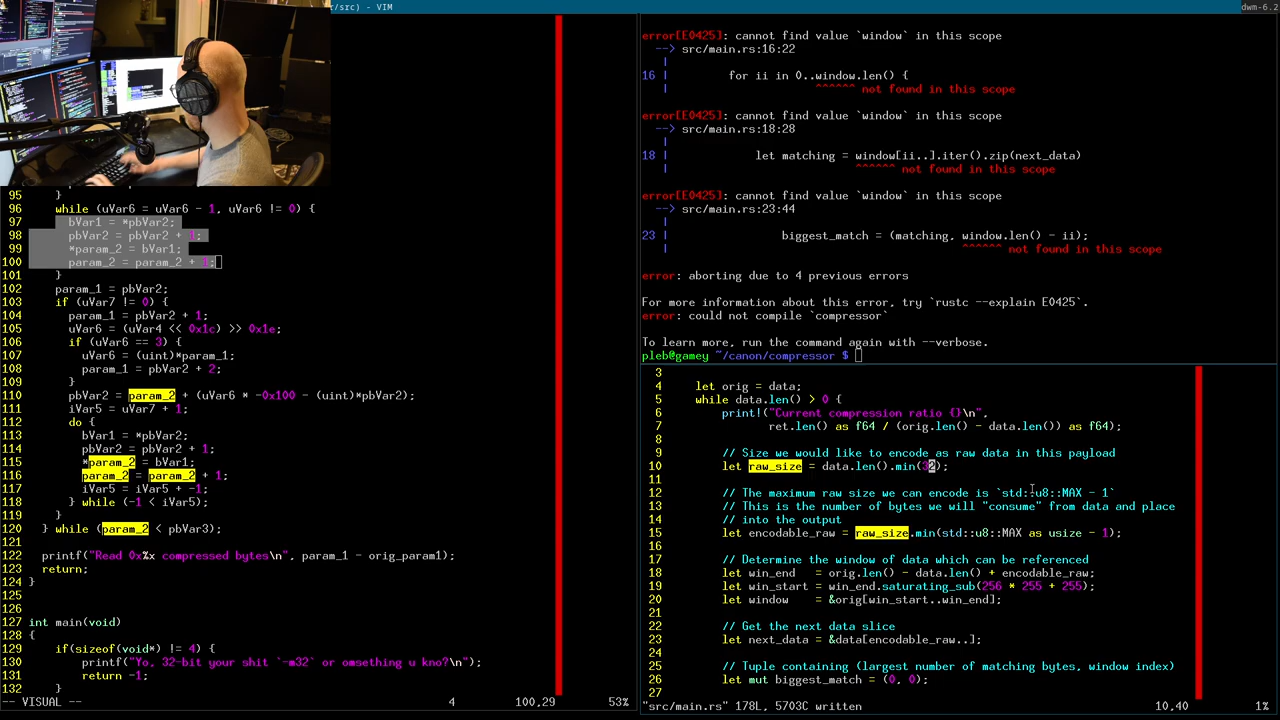 r/src) - VIM
dwm-6.2
95 }
96 while (uVar6 = uVar6 - 1, uVar6 != 0) {
97 bVar1 = *pbVar2;
98 pbVar2 = pbVar2 + 1;
99 *param_2 = bVar1;
100 param_2 = param_2 + 1;
101 }
102 param_1 = pbVar2;
103 if (uVar7 != 0) {
104 param_1 = pbVar2 + 1;
105 uVar6 = (uVar4 << 0x1c) >> 0x1e;
106 if (uVar6 == 3) {
107 uVar6 = (uint)*param_1;
108 param_1 = pbVar2 + 2;
109 }
110 pbVar2 = param_2 + (uVar6 * -0x100 - (uint)*pbVar2);
111 iVar5 = uVar7 + 1;
112 do {
113 bVar1 = *pbVar2;
114 pbVar2 = pbVar2 + 1;
115 *param_2 = bVar1;
116 param_2 = param_2 + 1;
117 iVar5 = iVar5 + -1;
118 } while (-1 < iVar5);
119 }
120 } while (param_2 < pbVar3);
121
122 printf("Read 0x%x compressed bytes\n", param_1 - orig_param1);
123 return;
124 }
125
126
127 int main(void)
128 {
129 if(sizeof(void*) != 4) {
130 printf("Yo, 32-bit your shit `-m32` or omsething u kno?\n");
131 return -1;
132 }
-- VISUAL -- 4 100,29 53%
error[E0425]: cannot find value `window` in this scope
--> src/main.rs:16:22
|
16 | for ii in 0..window.len() {
| ^^^^^^ not found in this scope
error[E0425]: cannot find value `window` in this scope
--> src/main.rs:18:28
|
18 | let matching = window[ii..].iter().zip(next_data)
| ^^^^^^ not found in this scope
error[E0425]: cannot find value `window` in this scope
--> src/main.rs:23:44
|
23 | biggest_match = (matching, window.len() - ii);
| ^^^^^^ not found in this scope
error: aborting due to 4 previous errors
For more information about this error, try `rustc --explain E0425`.
error: could not compile `compressor`
To learn more, run the command again with --verbose.
pleb@gamey ~/canon/compressor $
3
4 let orig = data;
5 while data.len() > 0 {
6 print!("Current compression ratio {}\n",
7 ret.len() as f64 / (orig.len() - data.len()) as f64);
8
9 // Size we would like to encode as raw data in this payload
10 let raw_size = data.len().min(32);
11
12 // The maximum raw size we can encode is `std::u8::MAX - 1`
13 // This is the number of bytes we will "consume" from data and place
14 // into the output
15 let encodable_raw = raw_size.min(std::u8::MAX as usize - 1);
16
17 // Determine the window of data which can be referenced
18 let win_end = orig.len() - data.len() + encodable_raw;
19 let win_start = win_end.saturating_sub(256 * 255 + 255);
20 let window = &orig[win_start..win_end];
21
22 // Get the next data slice
23 let next_data = &data[encodable_raw..];
24
25 // Tuple containing (largest number of matching bytes, window index)
26 let mut biggest_match = (0, 0);
27
"src/main.rs" 178L, 5703C written 10,40 1%